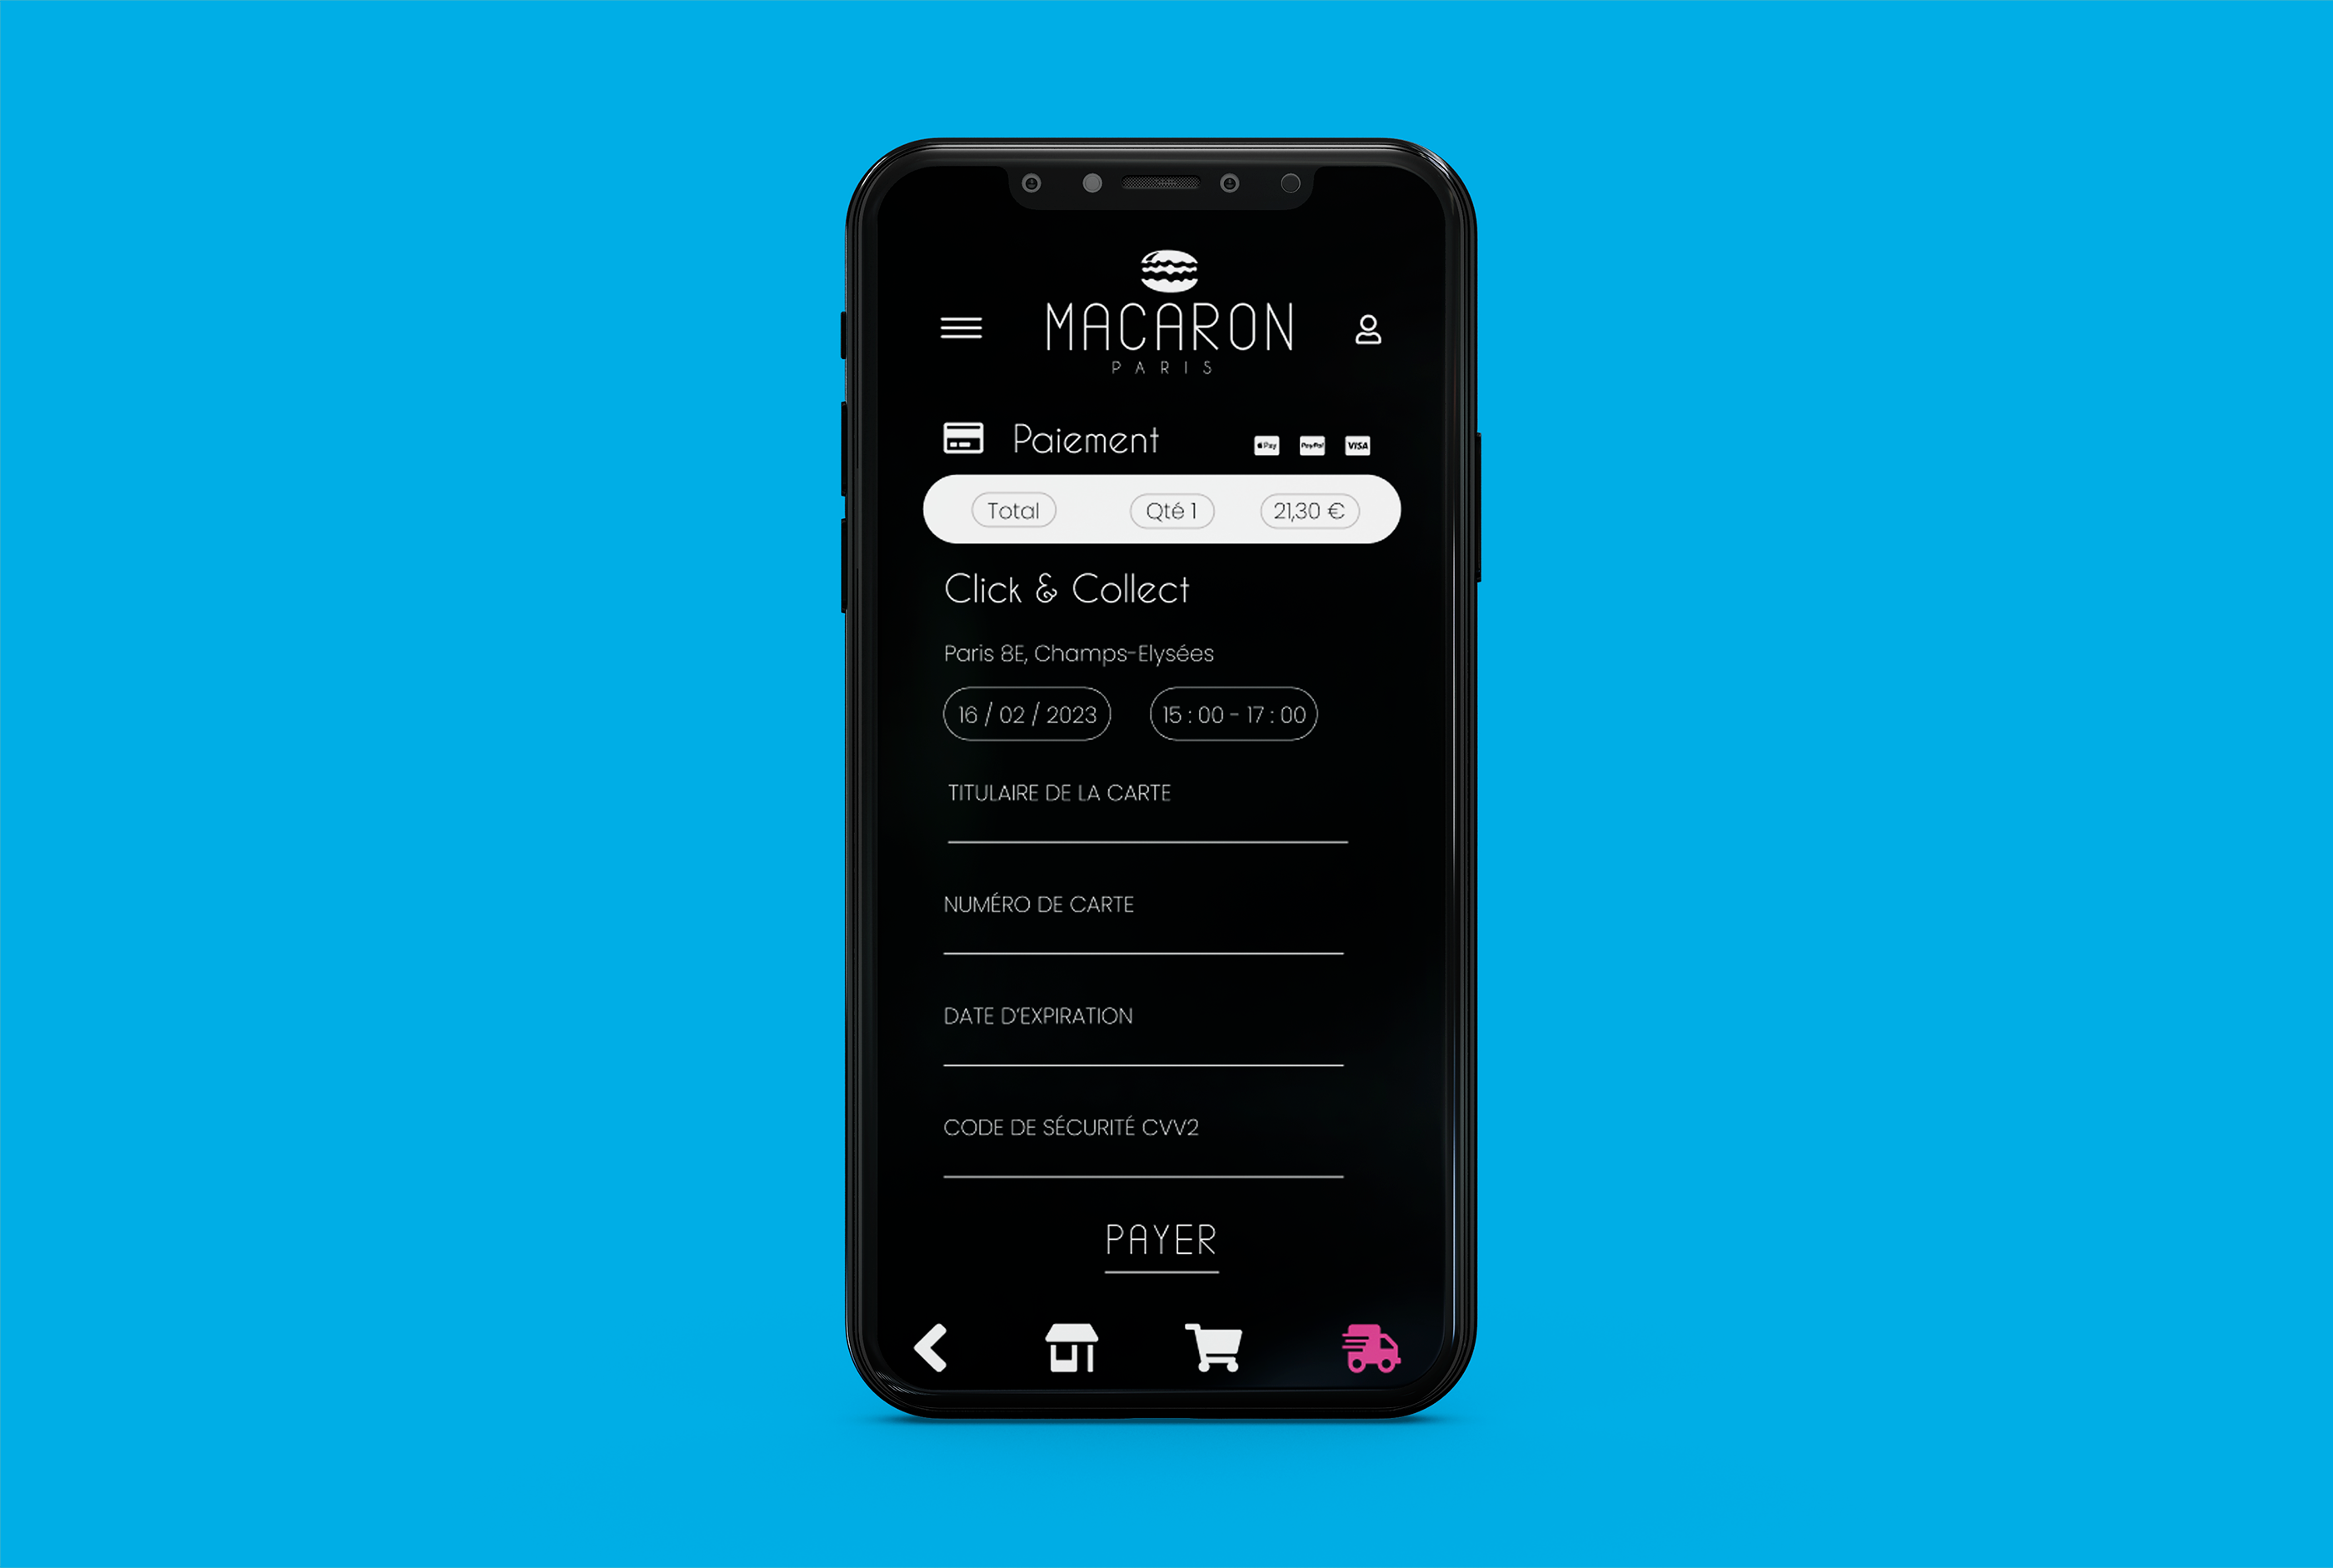 MACARON
PARIS
Paiement
Pay PayPal VISA
Total Qté 1 21,30 €
Click & Collect
Paris 8E, Champs-Elysées
16 / 02 / 2023 15 : 00 - 17 : 00
TITULAIRE DE LA CARTE
NUMÉRO DE CARTE
DATE D'EXPIRATION
CODE DE SÉCURITÉ CVV2
PAYER